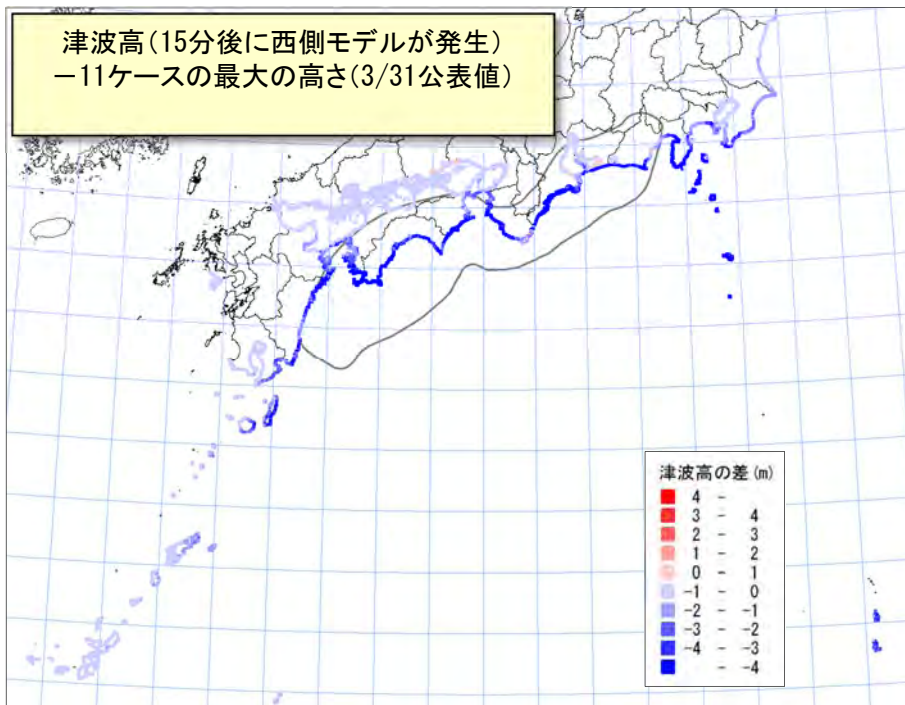 津波高(15分後に西側モデルが発生)
－11ケースの最大の高さ(3/31公表値)
津波高の差(m)
4 -
3 - 4
2 - 3
1 - 2
0 - 1
-1 - 0
-2 - -1
-3 - -2
-4 - -3
- -4